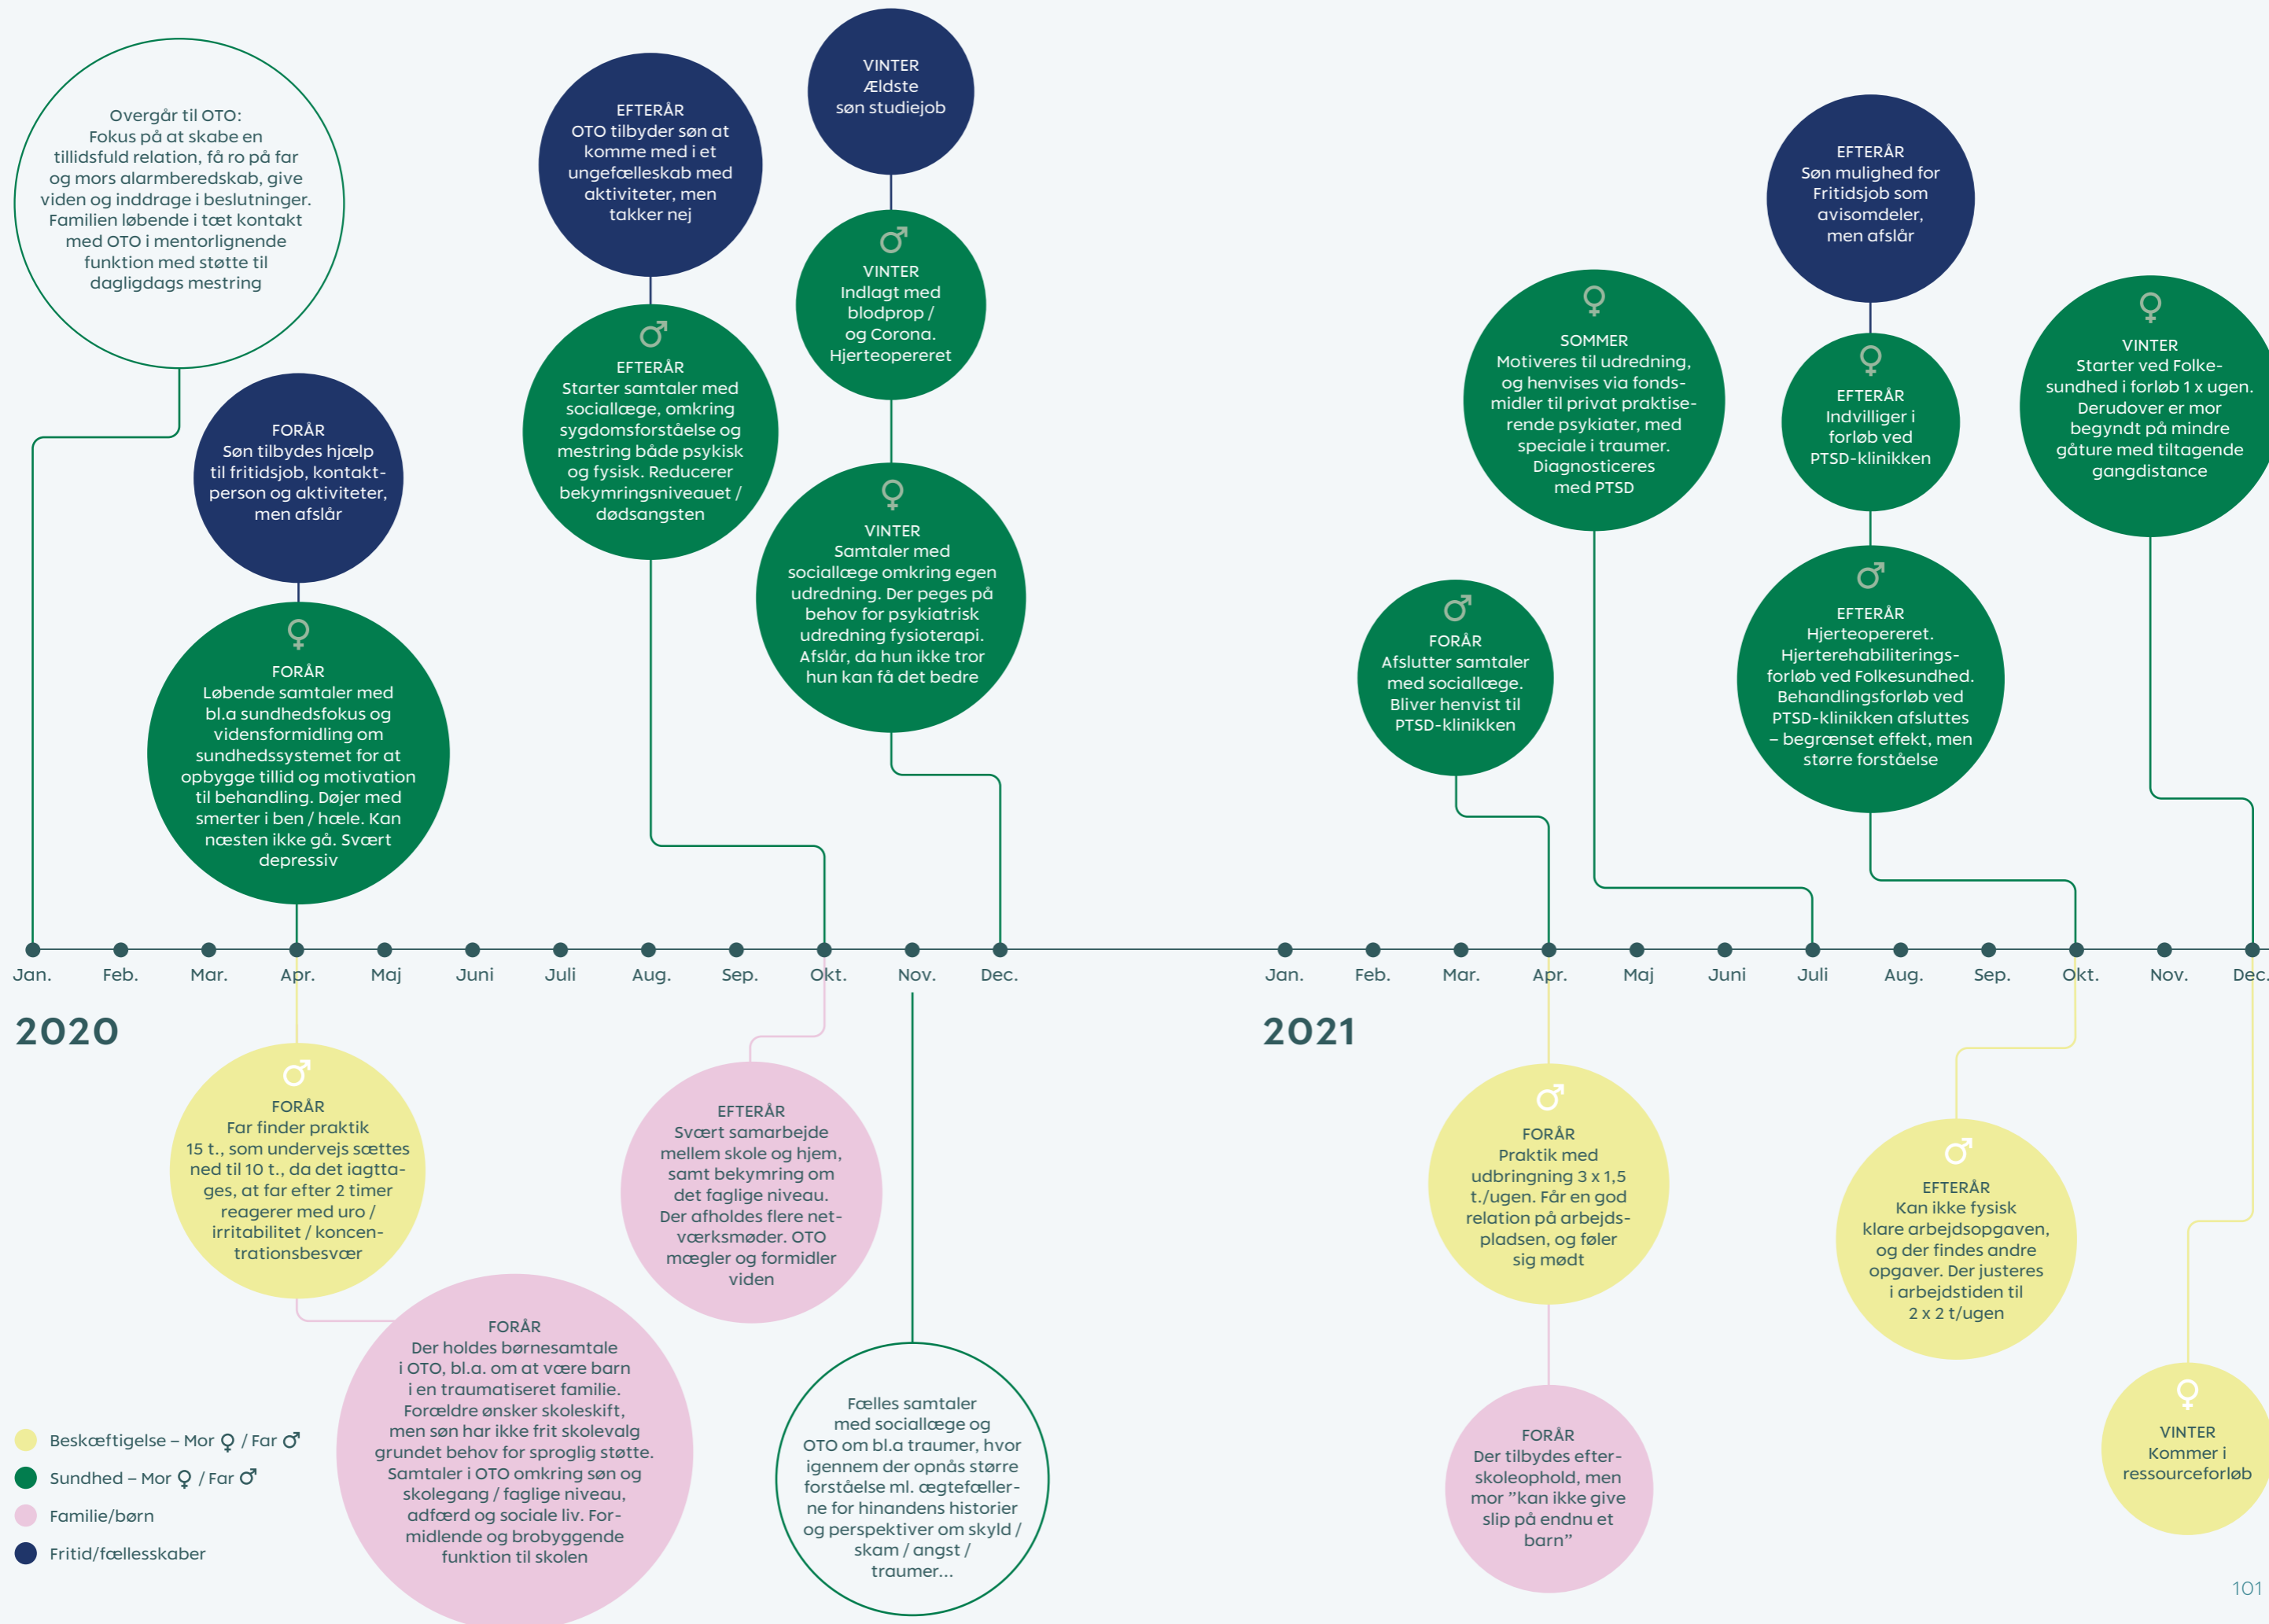 Overgår til OTO:
Fokus på at skabe en
tillidsfuld relation, få ro på far
og mors alarmberedskab, give
viden og inddrage i beslutninger.
Familien løbende i tæt kontakt
med OTO i mentorlignende
funktion med støtte til
dagligdags mestring
FORÅR
Søn tilbydes hjælp
til fritidsjob, kontakt-
person og aktiviteter,
men afslår
♀
FORÅR
Løbende samtaler med
bl.a sundhedsfokus og
vidensformidling om
sundhedssystemet for at
opbygge tillid og motivation
til behandling. Døjer med
smerter i ben / hæle. Kan
næsten ikke gå. Svært
depressiv
EFTERÅR
OTO tilbyder søn at
komme med i et
ungefælleskab med
aktiviteter, men
takker nej
♂
EFTERÅR
Starter samtaler med
sociallæge, omkring
sygdomsforståelse og
mestring både psykisk
og fysisk. Reducerer
bekymringsniveauet /
dødsangsten
VINTER
Ældste
søn studiejob
♂
VINTER
Indlagt med
blodprop /
og Corona.
Hjerteopereret
♀
VINTER
Samtaler med
sociallæge omkring egen
udredning. Der peges på
behov for psykiatrisk
udredning fysioterapi.
Afslår, da hun ikke tror
hun kan få det bedre
♂
FORÅR
Afslutter samtaler
med sociallæge.
Bliver henvist til
PTSD-klinikken
♀
SOMMER
Motiveres til udredning,
og henvises via fonds-
midler til privat praktise-
rende psykiater, med
speciale i traumer.
Diagnosticeres
med PTSD
EFTERÅR
Søn mulighed for
Fritidsjob som
avisomdeler,
men afslår
♀
EFTERÅR
Indvilliger i
forløb ved
PTSD-klinikken
♂
EFTERÅR
Hjerteopereret.
Hjerterehabiliterings-
forløb ved Folkesundhed.
Behandlingsforløb ved
PTSD-klinikken afsluttes
– begrænset effekt, men
større forståelse
♀
VINTER
Starter ved Folke-
sundhed i forløb 1 x ugen.
Derudover er mor
begyndt på mindre
gåture med tiltagende
gangdistance
Jan. Feb. Mar. Apr. Maj Juni Juli Aug. Sep. Okt. Nov. Dec. Jan. Feb. Mar. Apr. Maj Juni Juli Aug. Sep. Okt. Nov. Dec.
2020 2021
♂
FORÅR
Far finder praktik
15 t., som undervejs sættes
ned til 10 t., da det iagtta-
ges, at far efter 2 timer
reagerer med uro /
irritabilitet / koncen-
trationsbesvær
FORÅR
Der holdes børnesamtale
i OTO, bl.a. om at være barn
i en traumatiseret familie.
Forældre ønsker skoleskift,
men søn har ikke frit skolevalg
grundet behov for sproglig støtte.
Samtaler i OTO omkring søn og
skolegang / faglige niveau,
adfærd og sociale liv. For-
midlende og brobyggende
funktion til skolen
EFTERÅR
Svært samarbejde
mellem skole og hjem,
samt bekymring om
det faglige niveau.
Der afholdes flere net-
værksmøder. OTO
mægler og formidler
viden
Fælles samtaler
med sociallæge og
OTO om bl.a traumer, hvor
igennem der opnås større
forståelse ml. ægtefæller-
ne for hinandens historier
og perspektiver om skyld /
skam / angst /
traumer...
♂
FORÅR
Praktik med
udbringning 3 x 1,5
t./ugen. Får en god
relation på arbejds-
pladsen, og føler
sig mødt
FORÅR
Der tilbydes efter-
skoleophold, men
mor ”kan ikke give
slip på endnu et
barn”
♂
EFTERÅR
Kan ikke fysisk
klare arbejdsopgaven,
og der findes andre
opgaver. Der justeres
i arbejdstiden til
2 x 2 t/ugen
♀
VINTER
Kommer i
ressourceforløb
Beskæftigelse – Mor ♀ / Far ♂
Sundhed – Mor ♀ / Far ♂
Familie/børn
Fritid/fællesskaber
101